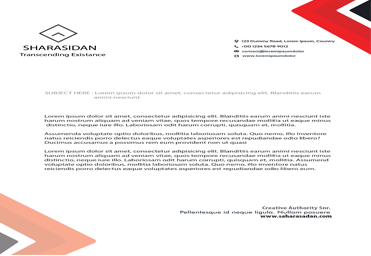 SHARASIDAN
Transcending Existance
123 Dummy Road, Lorem Ipsum, Country
+00 1234 5678 9012
contact@loremipsumdolor
www.loremipsumdolor
SUBJECT HERE : Lorem ipsum dolor sit amet, consectetur adipisicing elit. Blanditiis earum
animi nesciunt
Lorem ipsum dolor sit amet, consectetur adipisicing elit. Blanditiis earum animi nesciunt iste
harum nostrum aliquam ad veniam vitae, quos tempore recusandae mollitia ut eaque minus
distinctio, neque iure illo. Laboriosam odit harum corrupti, quisquam et, mollitia.
Assumenda voluptate optio doloribus, mollitia laboriosam soluta. Quo nemo, illo inventore
natus reiciendis porro delectus eaque voluptates asperiores est repudiandae odio libero?
Ducimus accusamus a possimus rem eum provident non ut quasi
Lorem ipsum dolor sit amet, consectetur adipisicing elit. Blanditiis earum animi nesciunt iste
harum nostrum aliquam ad veniam vitae, quos tempore recusandae mollitia ut eaque minus
distinctio, neque iure illo. Laboriosam odit harum corrupti, quisquam et, mollitia. Assumend
voluptate optio doloribus, mollitia laboriosam soluta. Quo nemo, illo inventore natus
reiciendis porro delectus eaque voluptates asperiores est repudiandae odio libero eum.
Creative Authority Snr.
Pellentesque id neque ligula. Nullam posuere
www.saharasadan.com